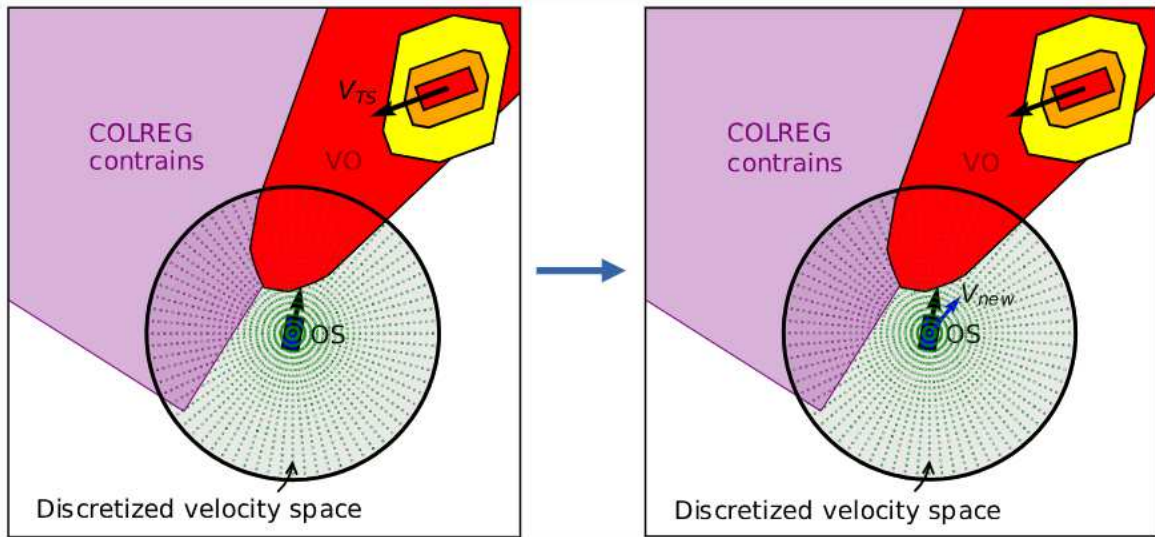 V_TS
COLREG
contrains
VO
OS
Discretized velocity space
COLREG
contrains
VO
V_new
OS
Discretized velocity space